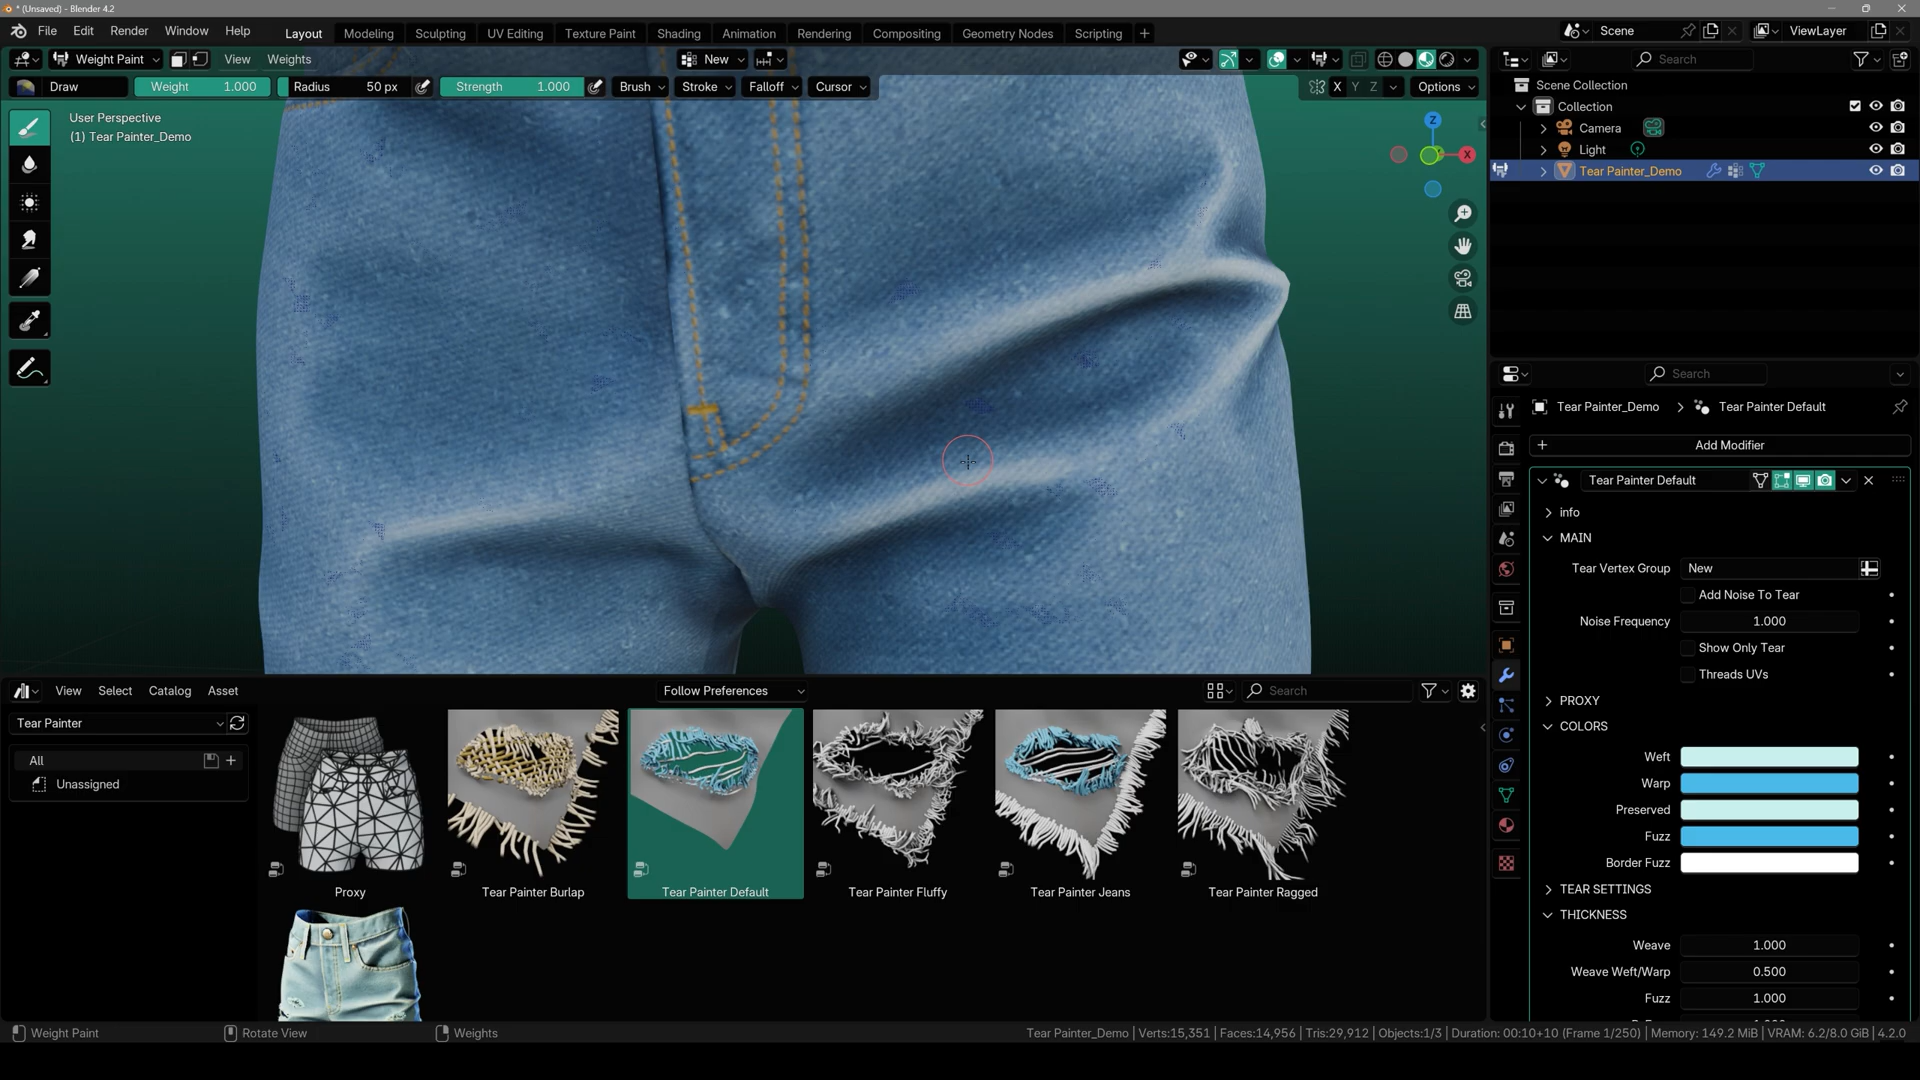 * (Unsaved) - Blender 4.2
File Edit Render Window Help
Layout Modeling Sculpting UV Editing Texture Paint Shading Animation Rendering Compositing Geometry Nodes Scripting +
Scene
ViewLayer
Weight Paint View Weights
New
Draw Weight 1.000 Radius 50 px Strength 1.000 Brush Stroke Falloff Cursor
X Y Z Options
User Perspective
(1) Tear Painter_Demo
Z
X
Search
Scene Collection
Collection
Camera
Light
Tear Painter_Demo
Search
Tear Painter_Demo > Tear Painter Default
+ Add Modifier
Tear Painter Default
info
MAIN
Tear Vertex Group New
Add Noise To Tear
Noise Frequency 1.000
Show Only Tear
Threads UVs
PROXY
COLORS
Weft
Warp
Preserved
Fuzz
Border Fuzz
TEAR SETTINGS
THICKNESS
Weave 1.000
Weave Weft/Warp 0.500
Fuzz 1.000
View Select Catalog Asset
Follow Preferences
Search
Tear Painter
All
Unassigned
Proxy
Tear Painter Burlap
Tear Painter Default
Tear Painter Fluffy
Tear Painter Jeans
Tear Painter Ragged
Weight Paint
Rotate View
Weights
Tear Painter_Demo | Verts:15,351 | Faces:14,956 | Tris:29,912 | Objects:1/3 | Duration: 00:10+10 (Frame 1/250) | Memory: 149.2 MiB | VRAM: 6.2/8.0 GiB | 4.2.0